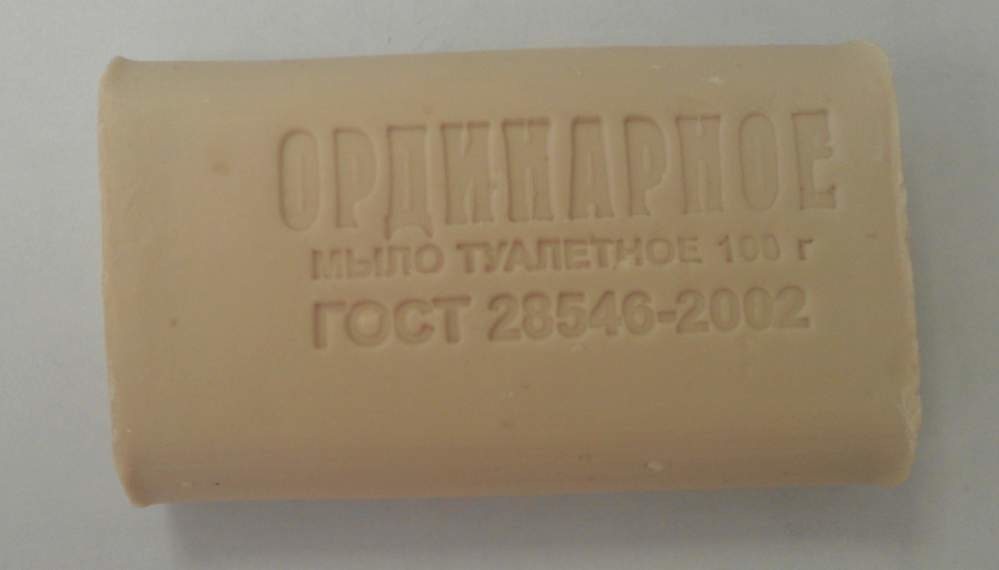 ОРДИНАРНОЕ
МЫЛО ТУАЛЕТНОЕ 100 г
ГОСТ 28546-2002